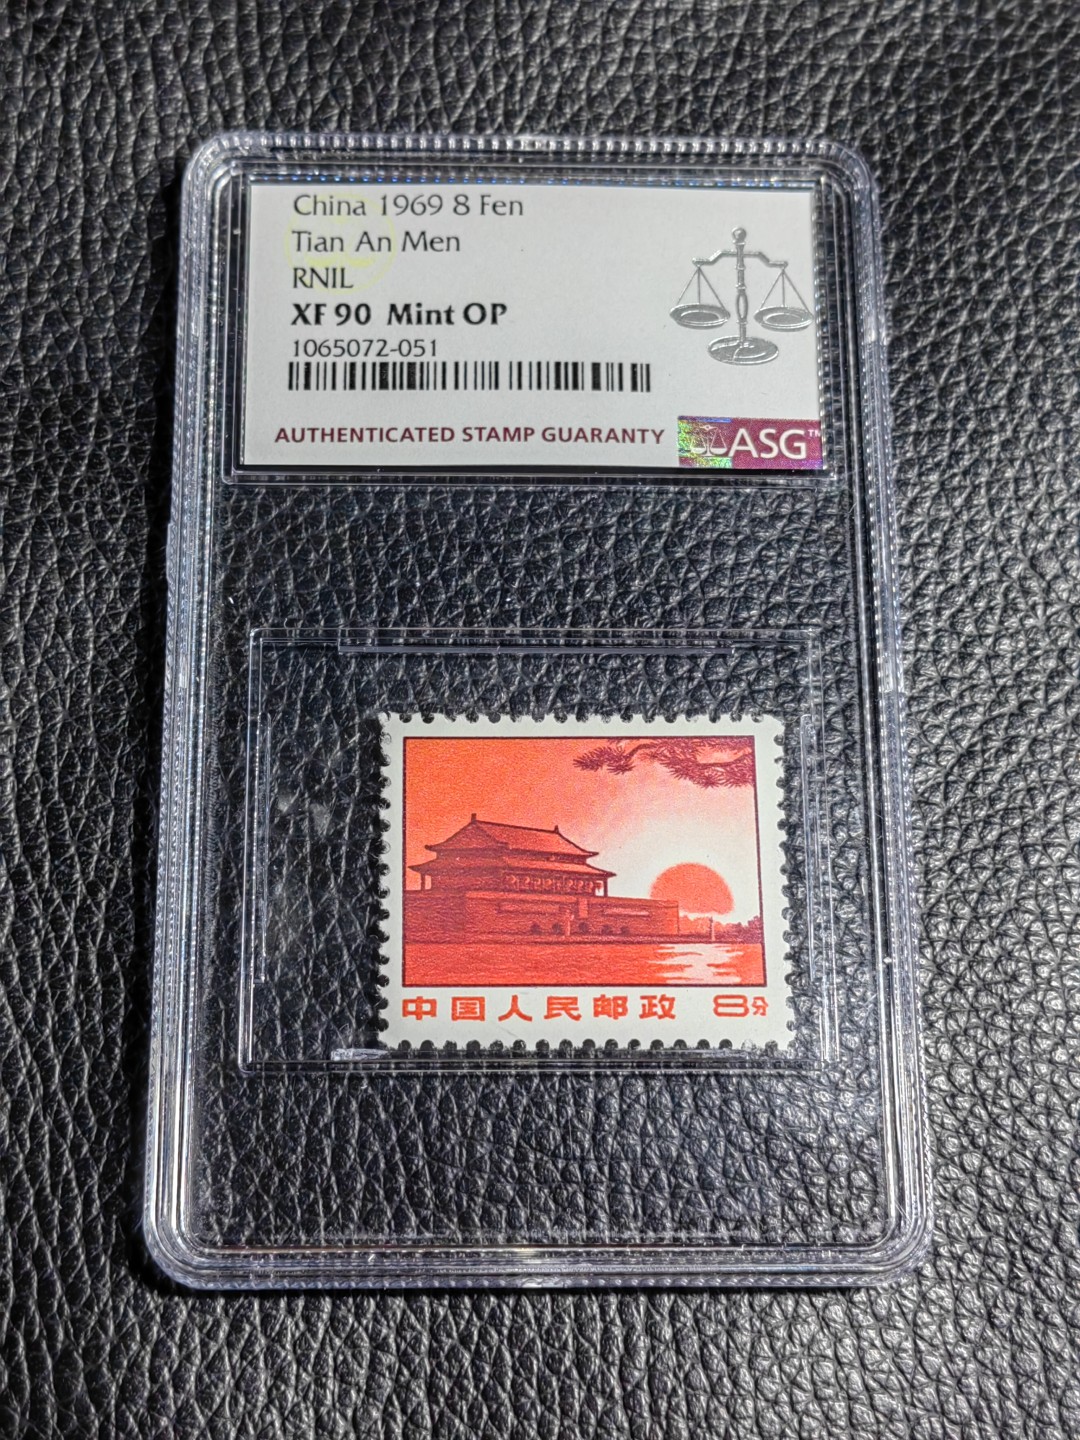 China 1969 8 Fen
Tian An Men
RNIL
XF 90 Mint OP
1065072-051
AUTHENTICATED STAMP GUARANTY
ASG™
中国人民邮政 8分